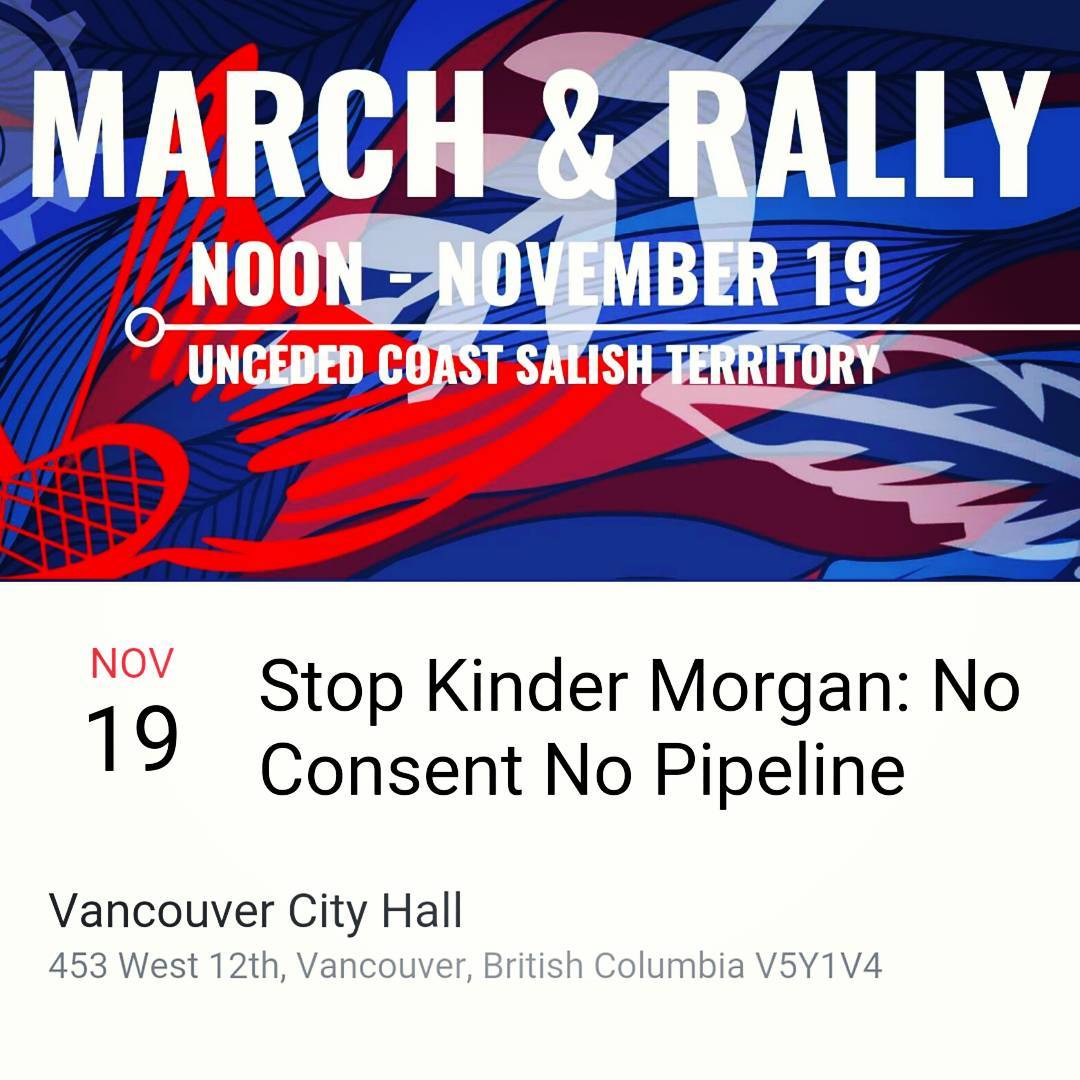 MARCH & RALLY
NOON - NOVEMBER 19
UNCEDED COAST SALISH TERRITORY
NOV
19
Stop Kinder Morgan: No
Consent No Pipeline
Vancouver City Hall
453 West 12th, Vancouver, British Columbia V5Y1V4